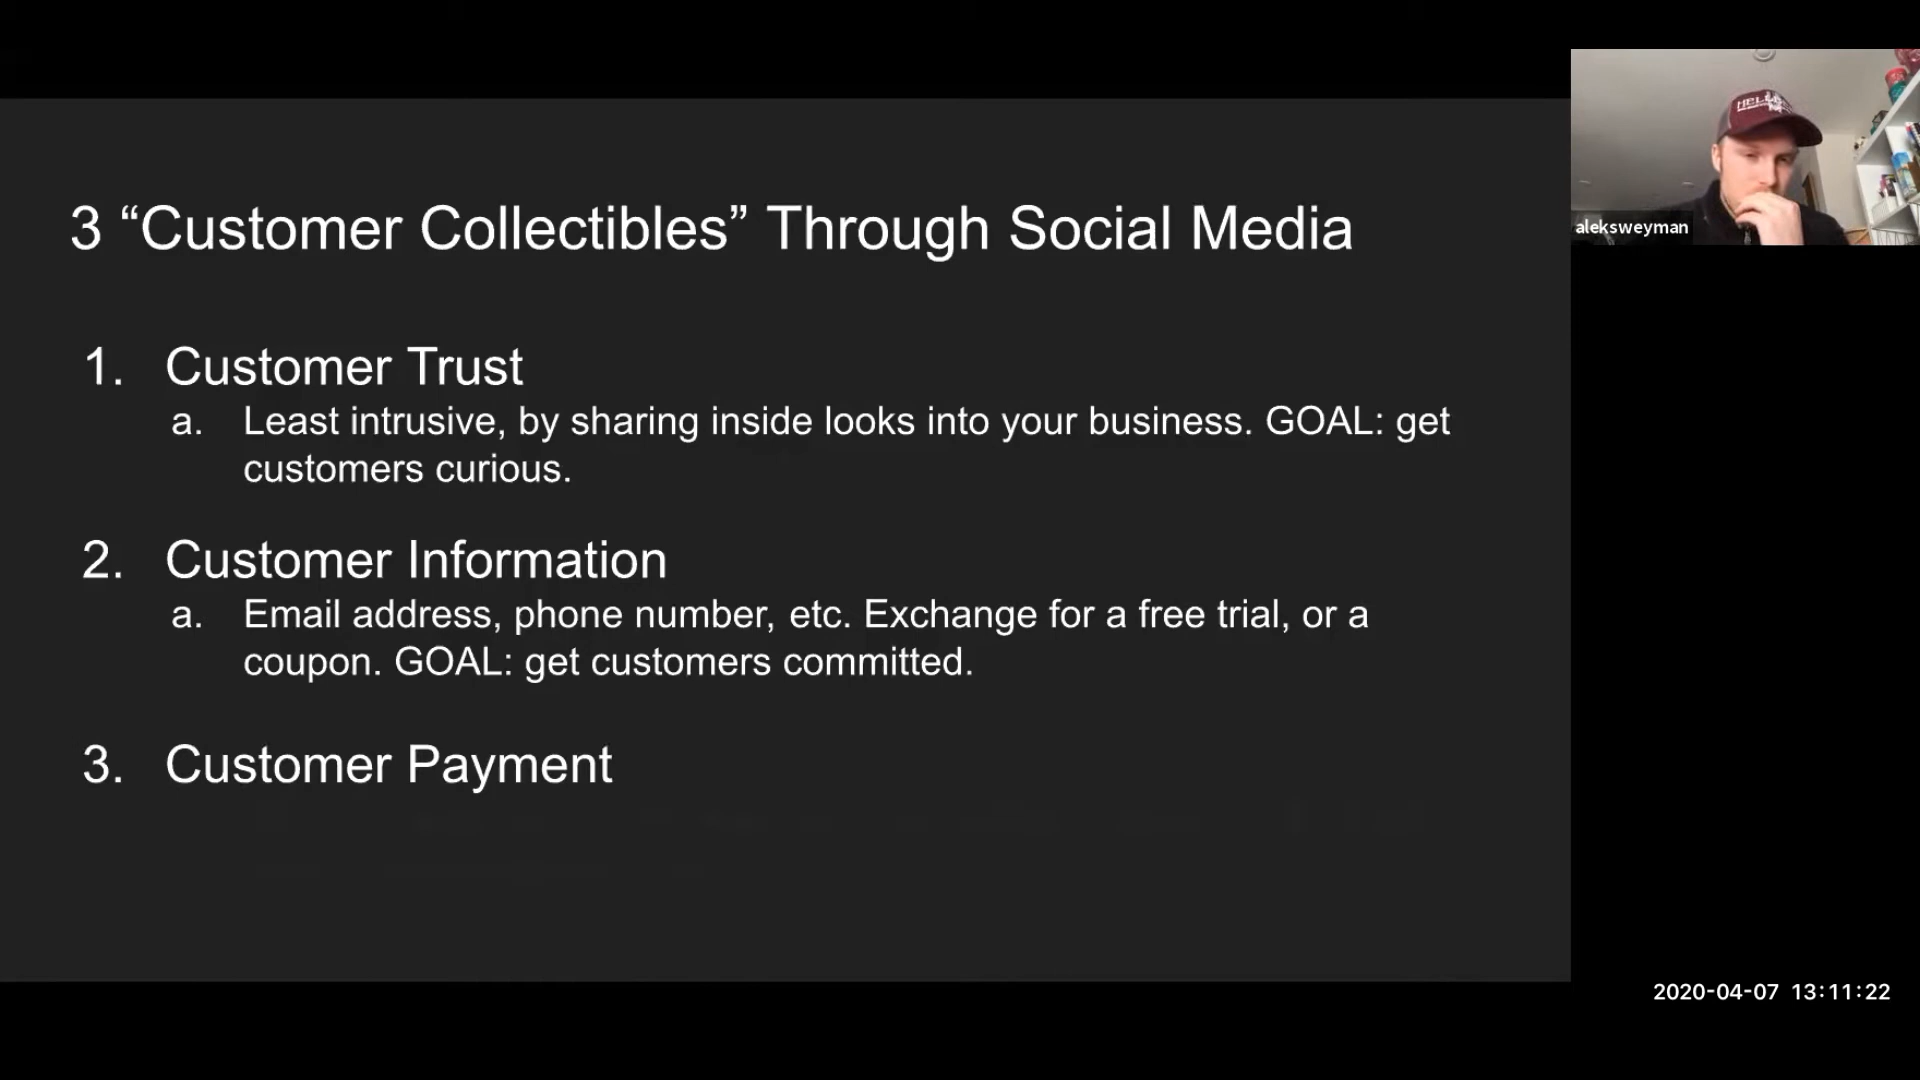 3 “Customer Collectibles” Through Social Media
1. Customer Trust
a. Least intrusive, by sharing inside looks into your business. GOAL: get
customers curious.
2. Customer Information
a. Email address, phone number, etc. Exchange for a free trial, or a
coupon. GOAL: get customers committed.
3. Customer Payment
aleksweyman
2020-04-07 13:11:22